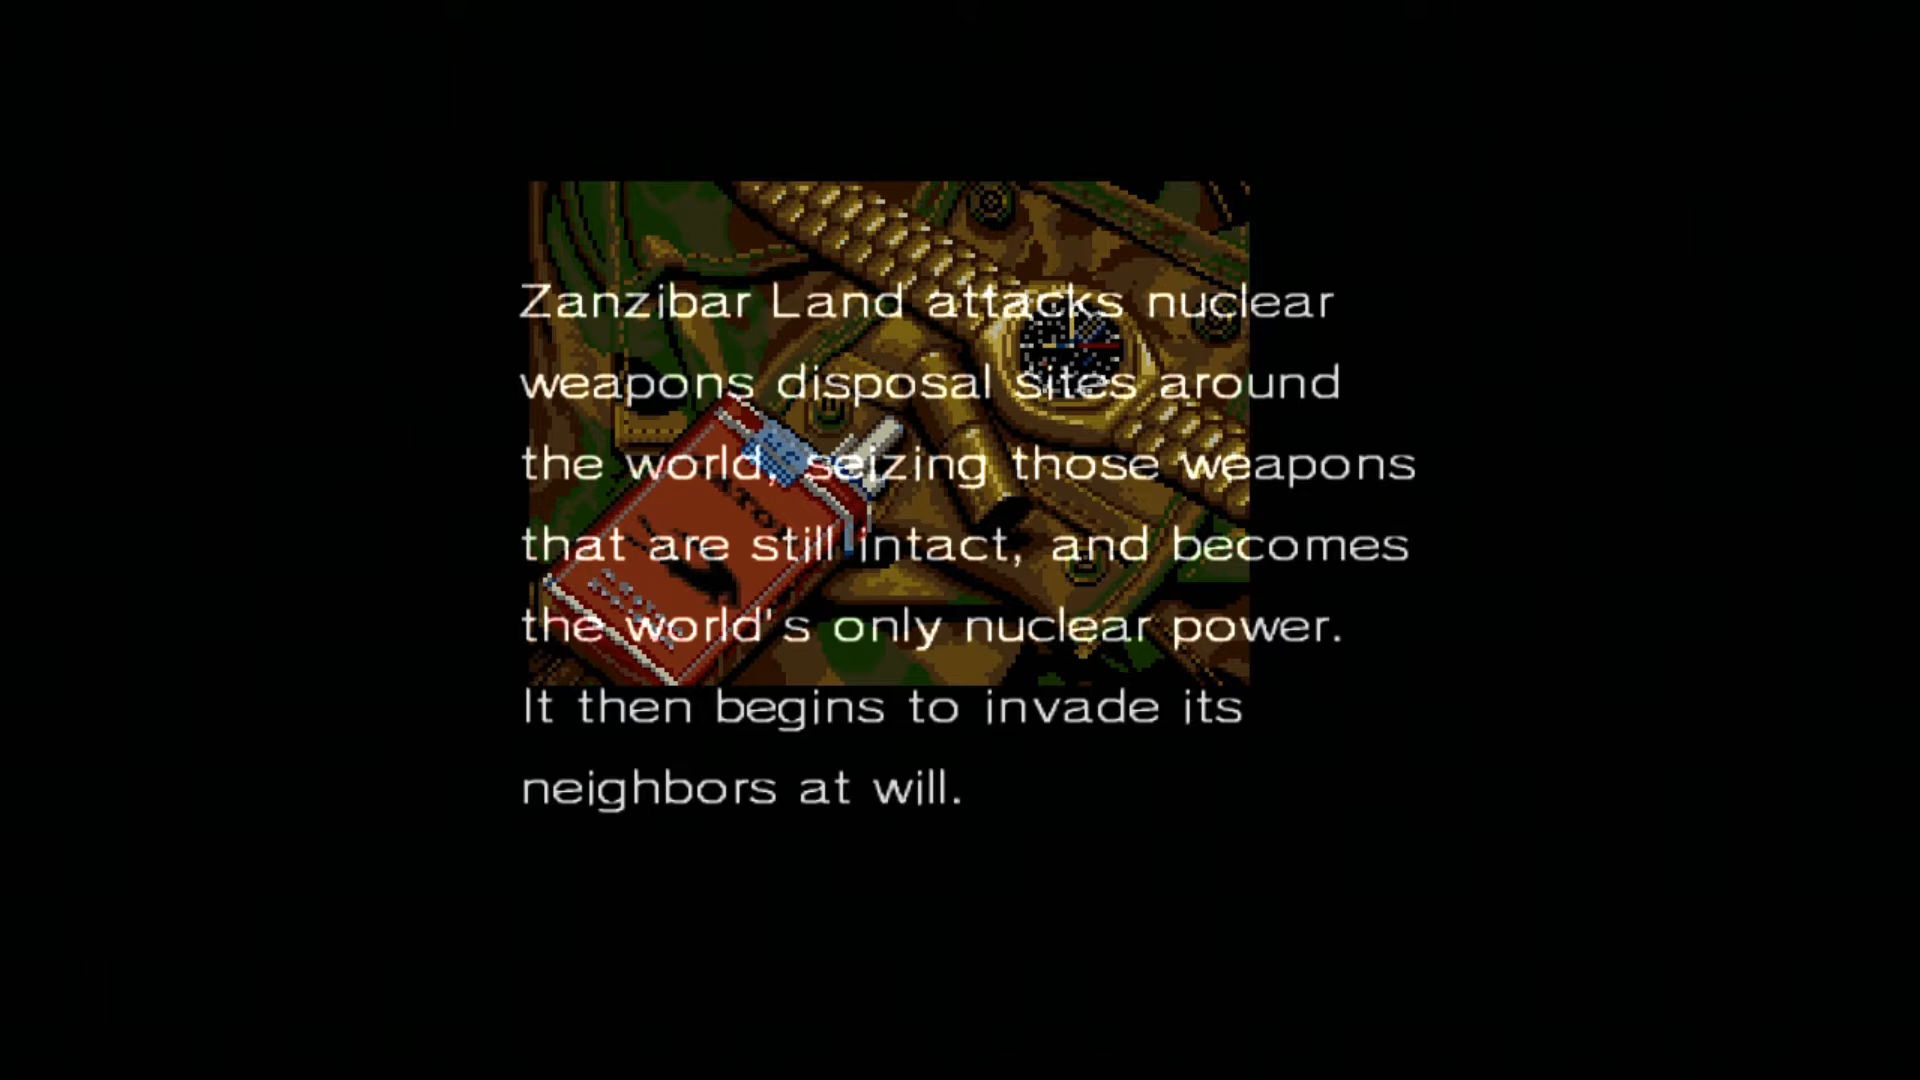 Zanzibar Land attacks nuclear
weapons disposal sites around
the world, seizing those weapons
that are still intact, and becomes
the world's only nuclear power.
It then begins to invade its
neighbors at will.